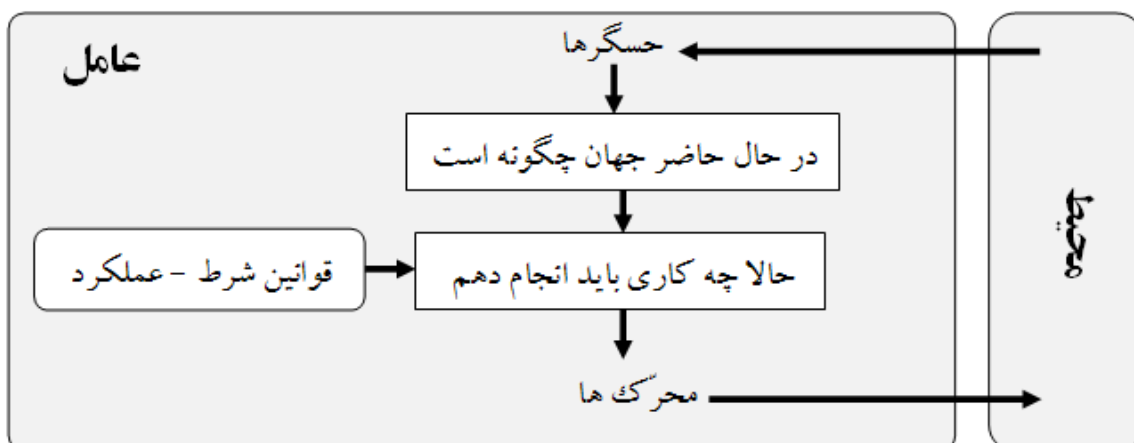 عامل
حسگرها
در حال حاضر جهان چگونه است
حالا چه کاری باید انجام دهم
قوانین شرط - عملکرد
محرّک ها
محیط